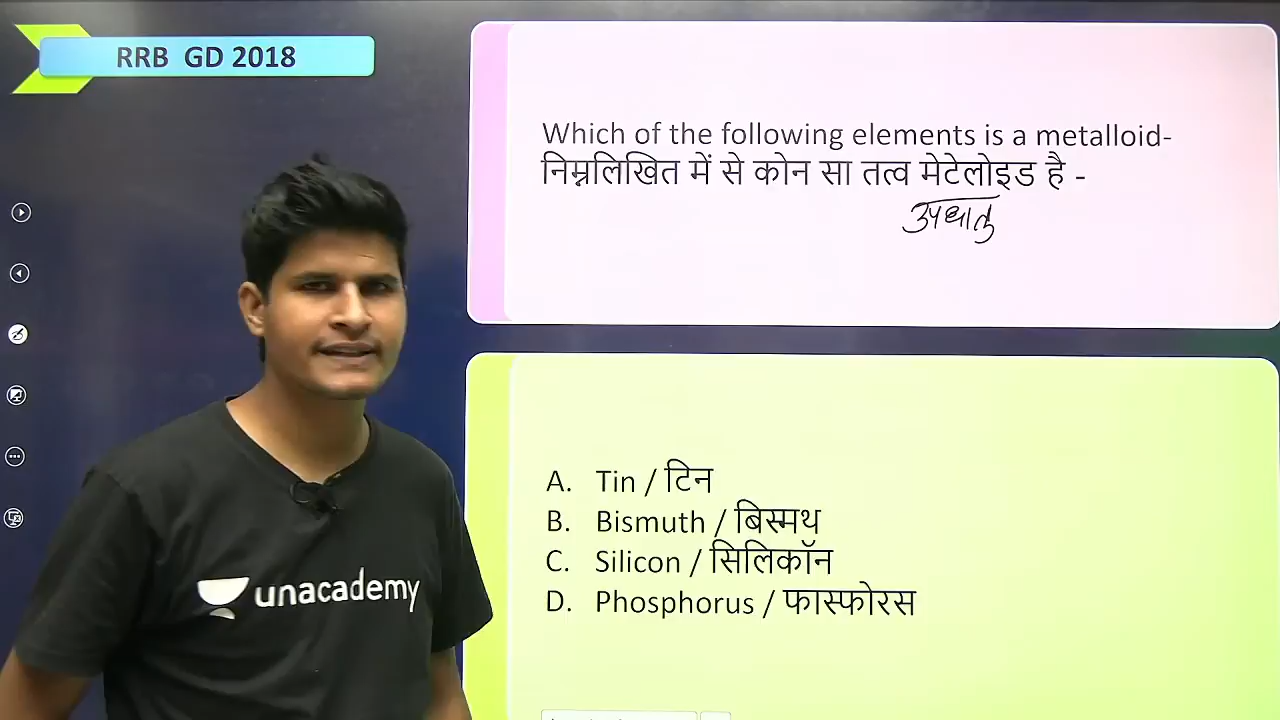 RRB GD 2018
Which of the following elements is a metalloid-
निम्नलिखित में से कोन सा तत्व मेटेलोइड है -
उपधातु
A. Tin / टिन
B. Bismuth / बिस्मथ
C. Silicon / सिलिकॉन
D. Phosphorus / फास्फोरस
unacademy